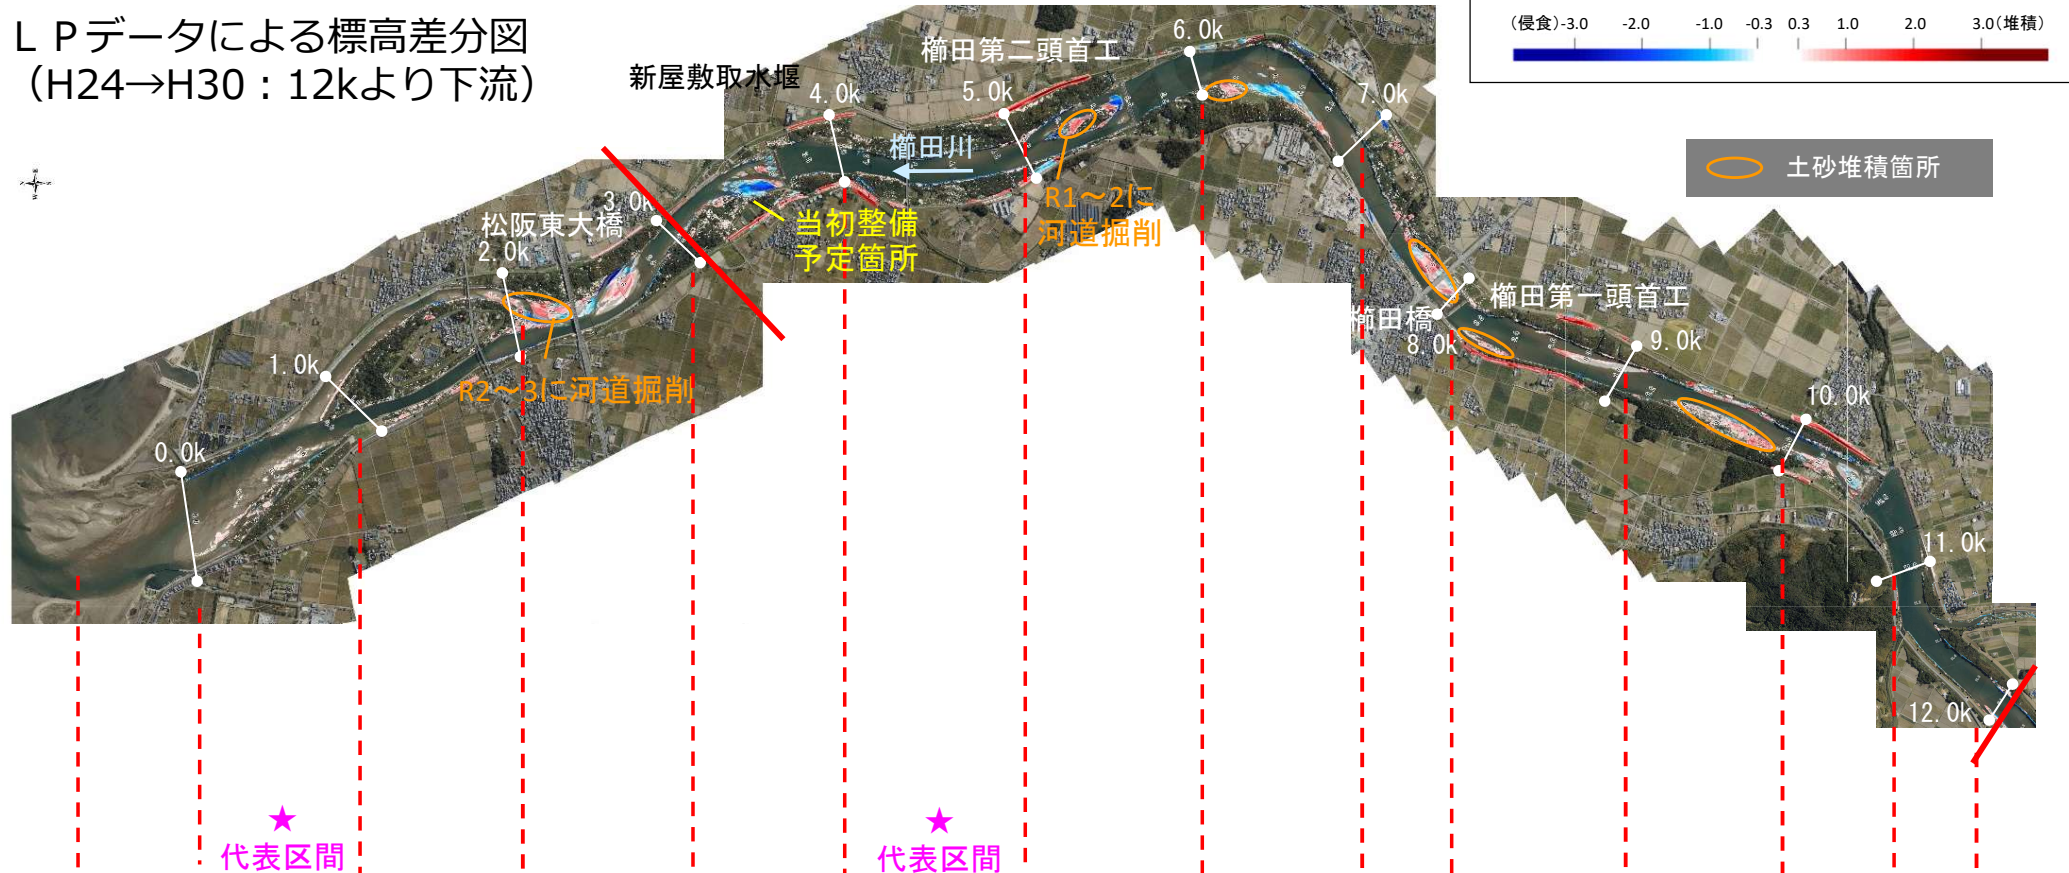 ＬＰデータによる標高差分図
（H24→H30：12kより下流）
(侵食)-3.0 -2.0 -1.0 -0.3 0.3 1.0 2.0 3.0(堆積)
土砂堆積箇所
新屋敷取水堰
櫛田第二頭首工
6.0k
5.0k
4.0k
7.0k
櫛田川
R1～2に
河道掘削
当初整備
予定箇所
3.0k
松阪東大橋
2.0k
櫛田第一頭首工
櫛田橋
8.0k
9.0k
1.0k
R2～3に河道掘削
10.0k
0.0k
11.0k
12.0k
★
代表区間
★
代表区間